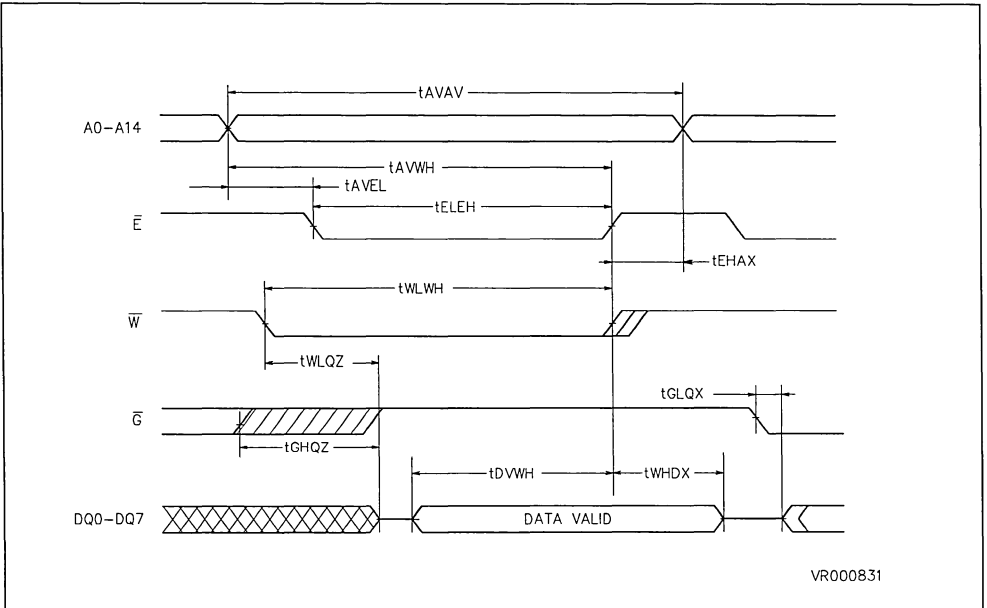 tAVAV
A0-A14
tAVWH
tAVEL
tELEH
E̅
tEHAX
tWLWH
W̅
tWLQZ
tGLQX
G̅
tGHQZ
tDVWH
tWHDX
DQ0-DQ7
DATA VALID
VR000831